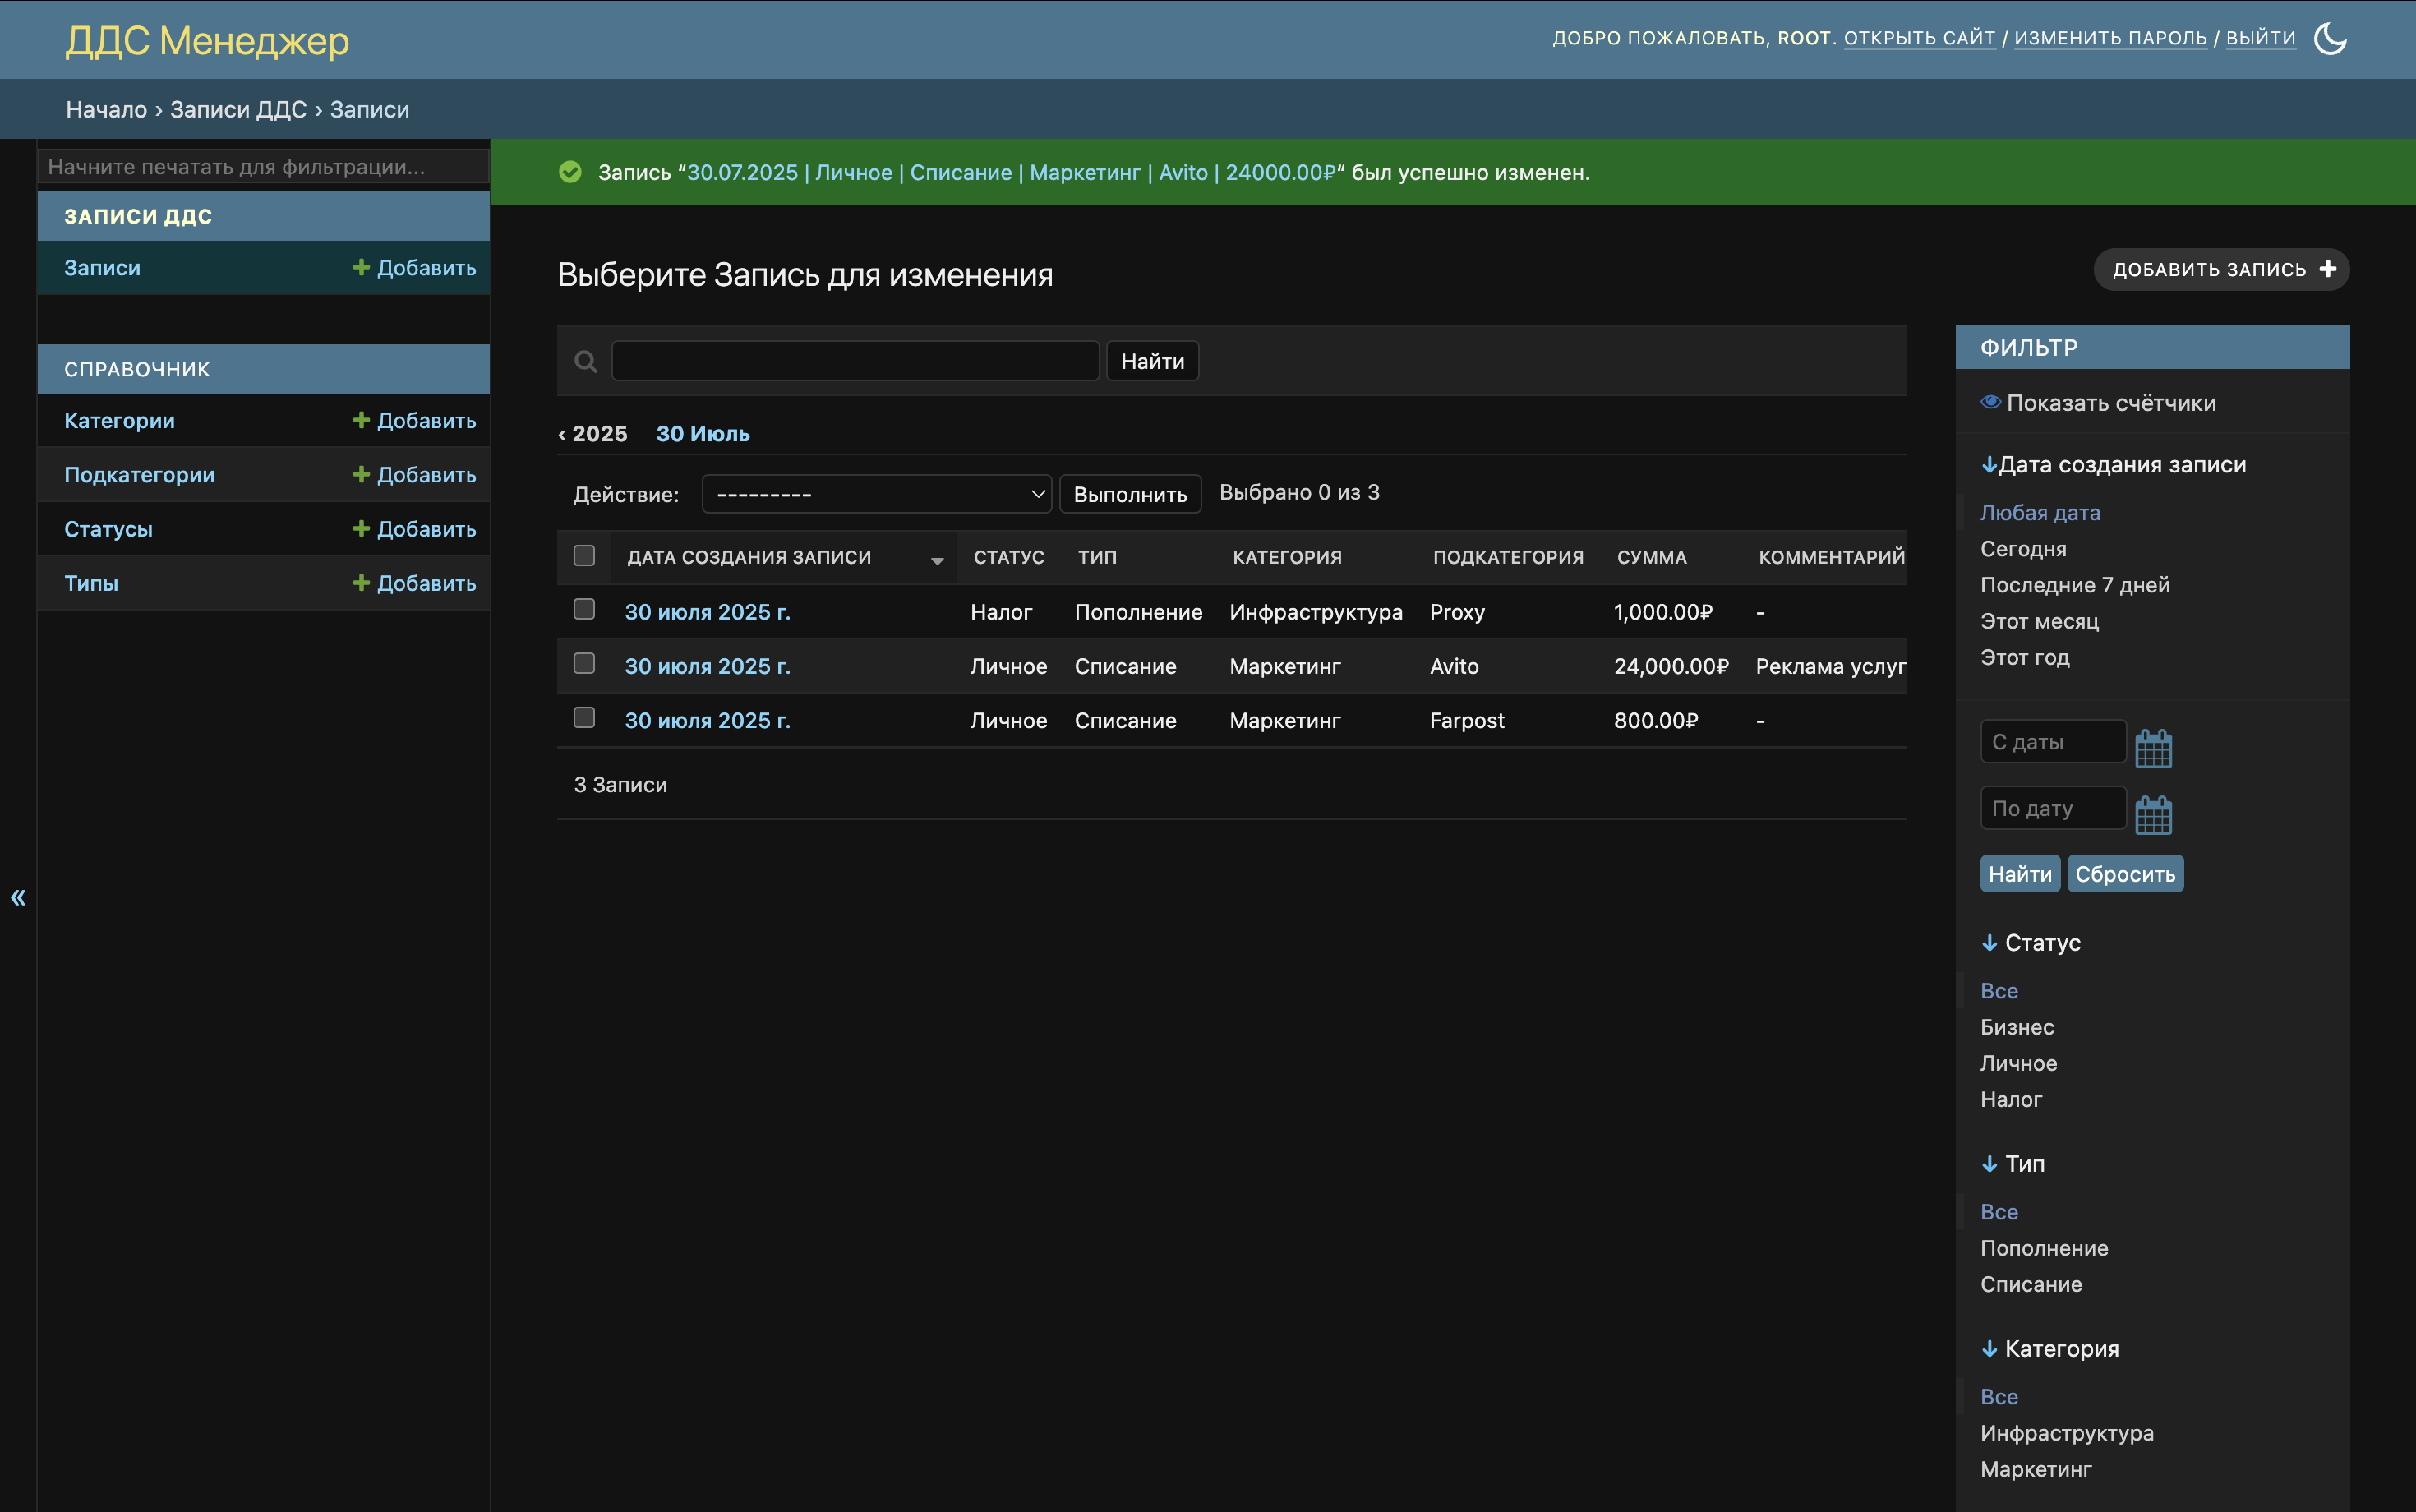 ДДС Менеджер
ДОБРО ПОЖАЛОВАТЬ, ROOT. ОТКРЫТЬ САЙТ / ИЗМЕНИТЬ ПАРОЛЬ / ВЫЙТИ
Начало › Записи ДДС › Записи
Начните печатать для фильтрации...
ЗАПИСИ ДДС
Записи Добавить
СПРАВОЧНИК
Категории Добавить
Подкатегории Добавить
Статусы Добавить
Типы Добавить
«
Запись “30.07.2025 | Личное | Списание | Маркетинг | Avito | 24000.00₽“ был успешно изменен.
Выберите Запись для изменения
ДОБАВИТЬ ЗАПИСЬ
Найти
‹ 2025 30 Июль
Действие: --------- Выполнить Выбрано 0 из 3
ДАТА СОЗДАНИЯ ЗАПИСИ СТАТУС ТИП КАТЕГОРИЯ ПОДКАТЕГОРИЯ СУММА КОММЕНТАРИЙ
30 июля 2025 г. Налог Пополнение Инфраструктура Proxy 1,000.00₽ -
30 июля 2025 г. Личное Списание Маркетинг Avito 24,000.00₽ Реклама услуг
30 июля 2025 г. Личное Списание Маркетинг Farpost 800.00₽ -
3 Записи
ФИЛЬТР
Показать счётчики
Дата создания записи
Любая дата
Сегодня
Последние 7 дней
Этот месяц
Этот год
С даты
По дату
Найти Сбросить
Статус
Все
Бизнес
Личное
Налог
Тип
Все
Пополнение
Списание
Категория
Все
Инфраструктура
Маркетинг